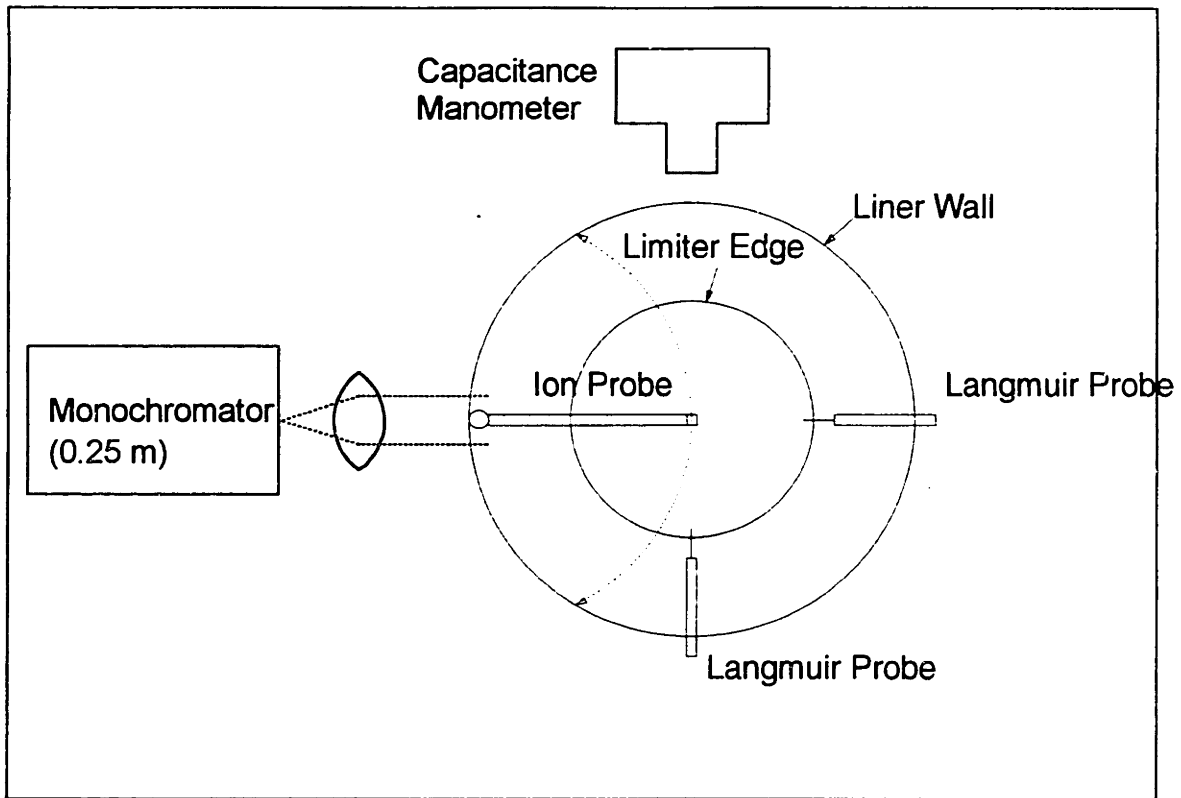 Capacitance
Manometer
Liner Wall
Limiter Edge
Ion Probe
Langmuir Probe
Monochromator
(0.25 m)
Langmuir Probe